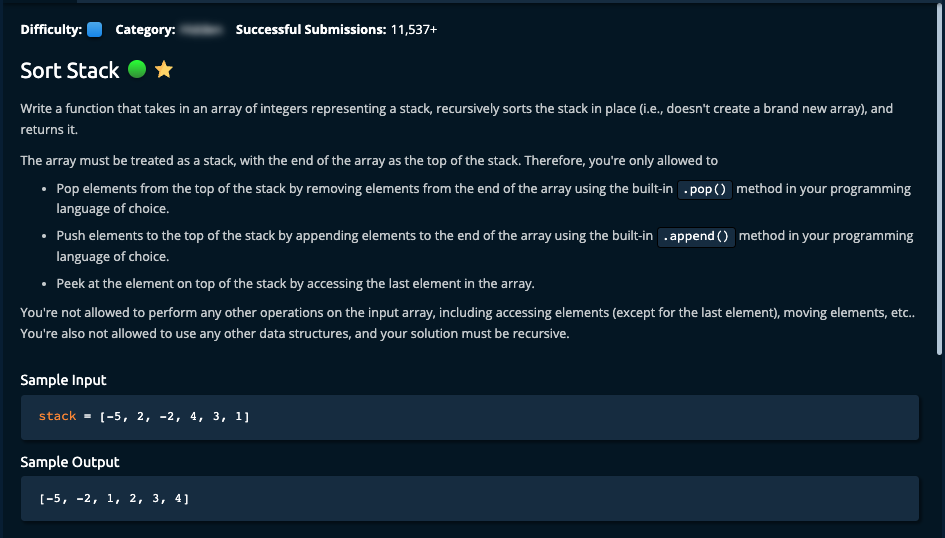 Difficulty: Category: Successful Submissions: 11,537+
Sort Stack
Write a function that takes in an array of integers representing a stack, recursively sorts the stack in place (i.e., doesn't create a brand new array), and
returns it.
The array must be treated as a stack, with the end of the array as the top of the stack. Therefore, you're only allowed to
• Pop elements from the top of the stack by removing elements from the end of the array using the built-in .pop() method in your programming
language of choice.
• Push elements to the top of the stack by appending elements to the end of the array using the built-in .append() method in your programming
language of choice.
• Peek at the element on top of the stack by accessing the last element in the array.
You're not allowed to perform any other operations on the input array, including accessing elements (except for the last element), moving elements, etc..
You're also not allowed to use any other data structures, and your solution must be recursive.
Sample Input
stack = [-5, 2, -2, 4, 3, 1]
Sample Output
[-5, -2, 1, 2, 3, 4]